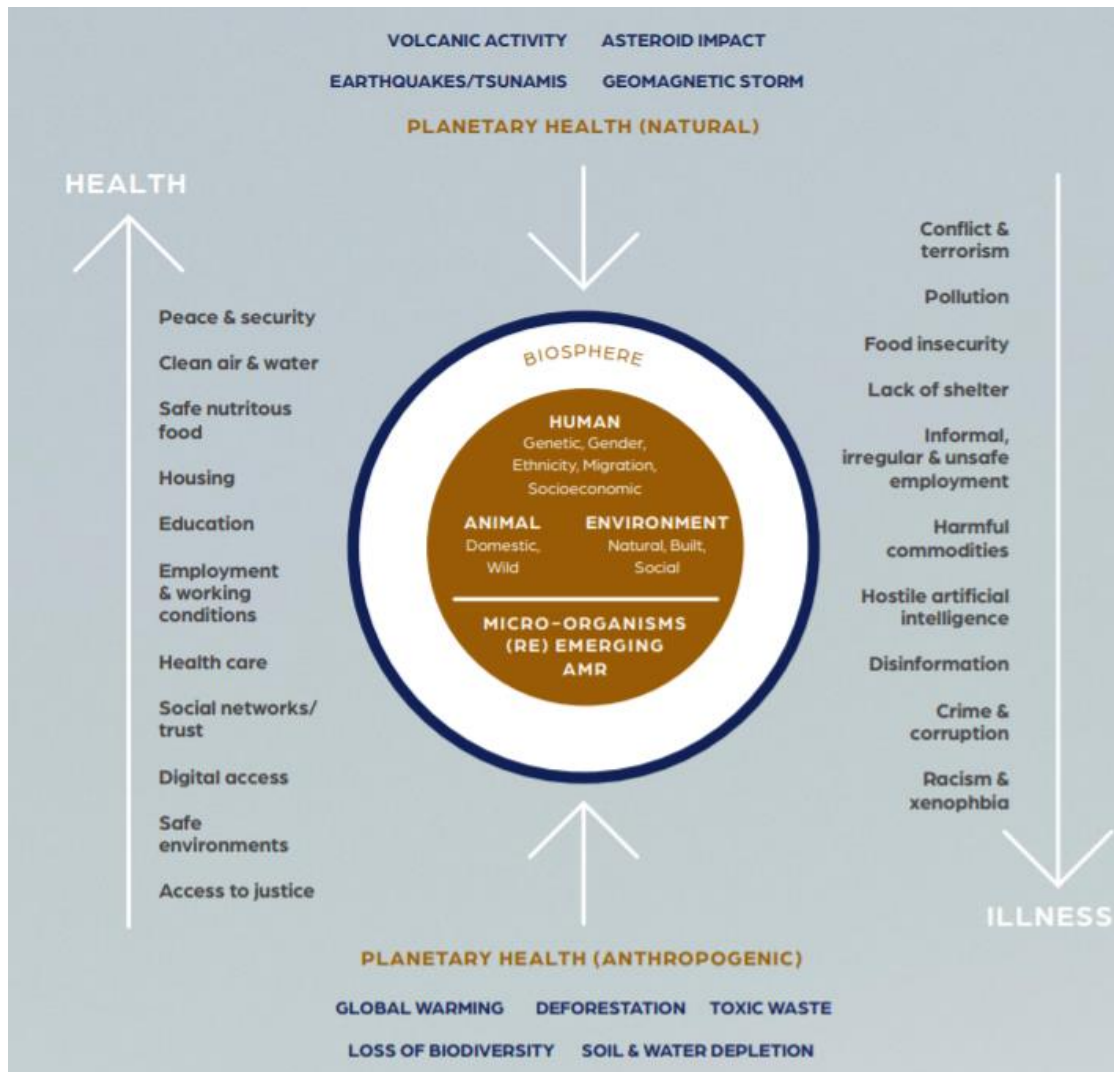 VOLCANIC ACTIVITY ASTEROID IMPACT
EARTHQUAKES/TSUNAMIS GEOMAGNETIC STORM
PLANETARY HEALTH (NATURAL)
HEALTH
Peace & security
Clean air & water
Safe nutritous
food
Housing
Education
Employment
& working
conditions
Health care
Social networks/
trust
Digital access
Safe
environments
Access to justice
BIOSPHERE
HUMAN
Genetic, Gender,
Ethnicity, Migration,
Socioeconomic
ANIMAL
Domestic,
Wild
ENVIRONMENT
Natural, Built,
Social
MICRO-ORGANISMS
(RE) EMERGING
AMR
Conflict &
terrorism
Pollution
Food insecurity
Lack of shelter
Informal,
irregular & unsafe
employment
Harmful
commodities
Hostile artificial
intelligence
Disinformation
Crime &
corruption
Racism &
xenophbia
ILLNESS
PLANETARY HEALTH (ANTHROPOGENIC)
GLOBAL WARMING DEFORESTATION TOXIC WASTE
LOSS OF BIODIVERSITY SOIL & WATER DEPLETION